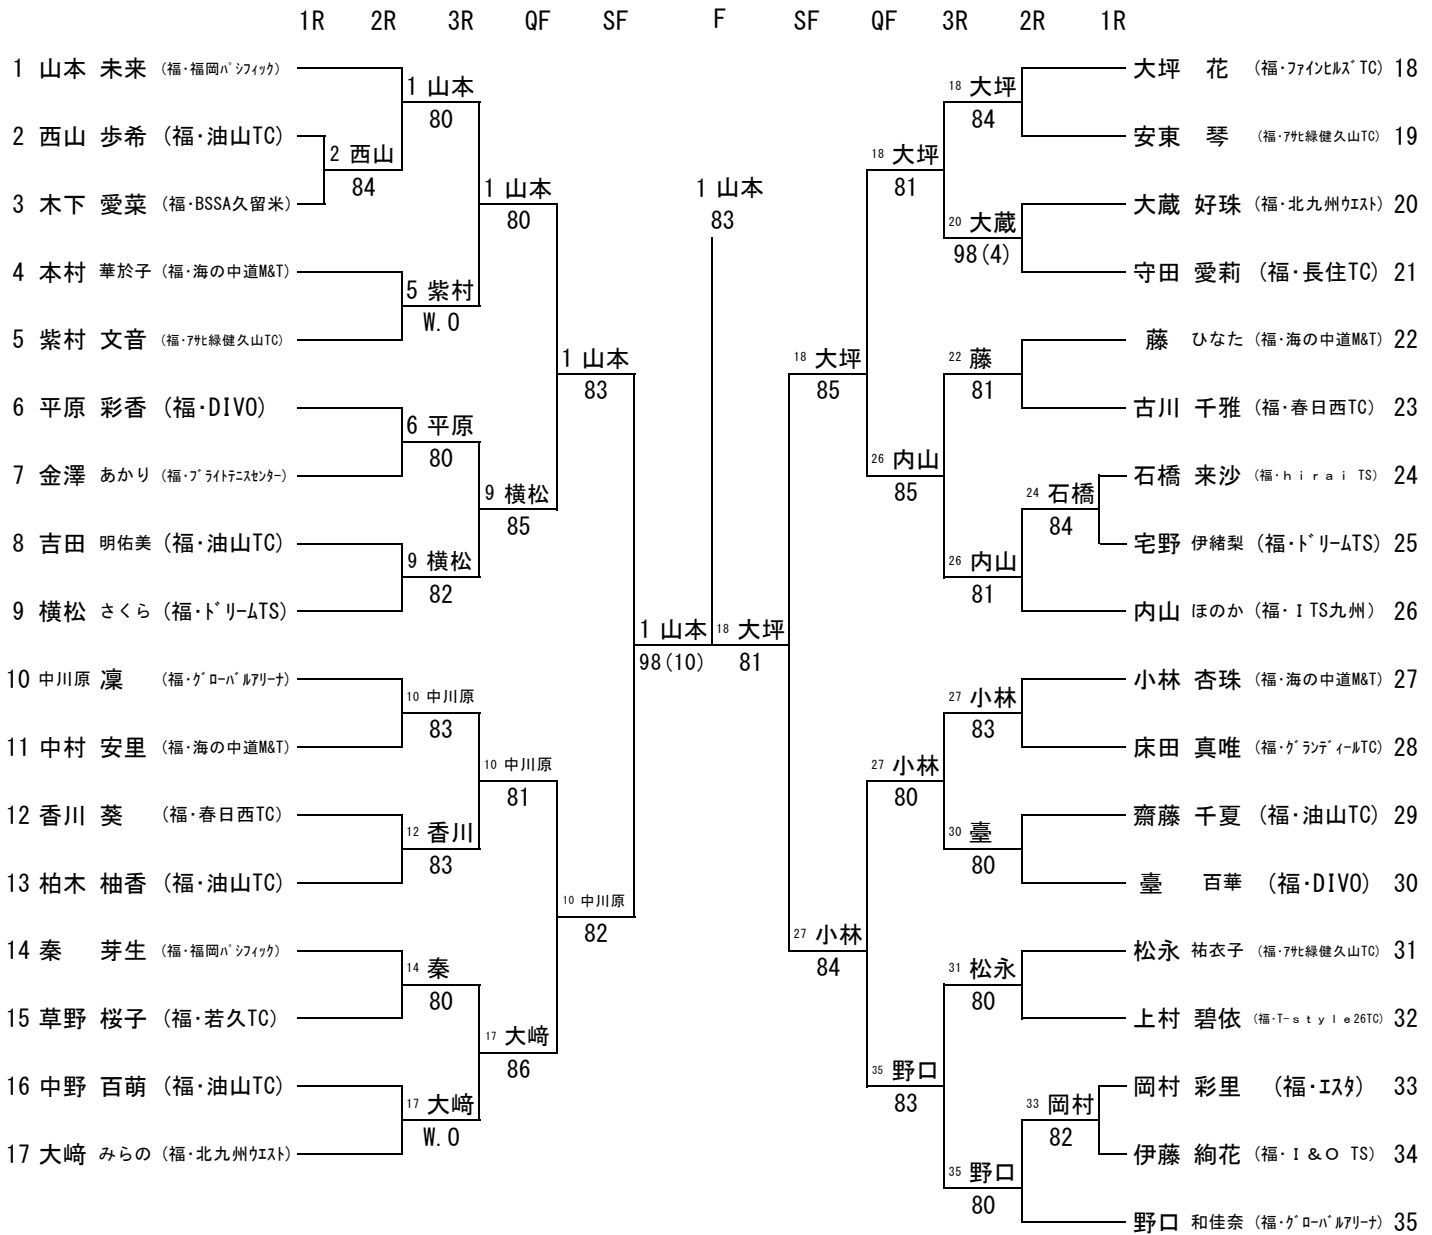 1R 2R 3R QF SF F SF QF 3R 2R 1R
1 山本 未来 (福・福岡ﾊﾟｼﾌｨｯｸ)
2 西山 歩希 (福・油山TC)
3 木下 愛菜 (福・BSSA久留米)
4 本村 華於子 (福・海の中道M&T)
5 紫村 文音 (福・ｱｻﾋ緑健久山TC)
6 平原 彩香 (福・DIVO)
7 金澤 あかり (福・ﾌﾞﾗｲﾄﾃﾆｽｾﾝﾀｰ)
8 吉田 明佑美 (福・油山TC)
9 横松 さくら (福・ﾄﾞﾘｰﾑTS)
10 中川原 凜 (福・ｸﾞﾛｰﾊﾞﾙｱﾘｰﾅ)
11 中村 安里 (福・海の中道M&T)
12 香川 葵 (福・春日西TC)
13 柏木 柚香 (福・油山TC)
14 秦 芽生 (福・福岡ﾊﾟｼﾌｨｯｸ)
15 草野 桜子 (福・若久TC)
16 中野 百萌 (福・油山TC)
17 大﨑 みらの (福・北九州ｳｴｽﾄ)
2 西山
84
1 山本
80
5 紫村
W.O
6 平原
80
9 横松
82
10 中川原
83
12 香川
83
14 秦
80
17 大﨑
W.O
1 山本
80
9 横松
85
10 中川原
81
17 大﨑
86
1 山本
83
10 中川原
82
1 山本
98(10)
1 山本
83
18 大坪
81
18 大坪
85
27 小林
84
18 大坪
81
26 内山
85
27 小林
80
35 野口
83
18 大坪
84
20 大蔵
98(4)
22 藤
81
26 内山
81
27 小林
83
30 臺
80
31 松永
80
35 野口
80
24 石橋
84
33 岡村
82
大坪 花 (福・ﾌｧｲﾝﾋﾙｽﾞTC) 18
安東 琴 (福・ｱｻﾋ緑健久山TC) 19
大蔵 好珠 (福・北九州ｳｴｽﾄ) 20
守田 愛莉 (福・長住TC) 21
藤 ひなた (福・海の中道M&T) 22
古川 千雅 (福・春日西TC) 23
石橋 来沙 (福・ｈｉｒａｉ TS) 24
宅野 伊緒梨 (福・ﾄﾞﾘｰﾑTS) 25
内山 ほのか (福・ＩTS九州) 26
小林 杏珠 (福・海の中道M&T) 27
床田 真唯 (福・ｸﾞﾗﾝﾃﾞｨｰﾙTC) 28
齋藤 千夏 (福・油山TC) 29
臺 百華 (福・DIVO) 30
松永 祐衣子 (福・ｱｻﾋ緑健久山TC) 31
上村 碧依 (福・T-ｓｔｙｌｅ26TC) 32
岡村 彩里 (福・ｴｽﾀ) 33
伊藤 絢花 (福・Ｉ＆Ｏ TS) 34
野口 和佳奈 (福・ｸﾞﾛｰﾊﾞﾙｱﾘｰﾅ) 35